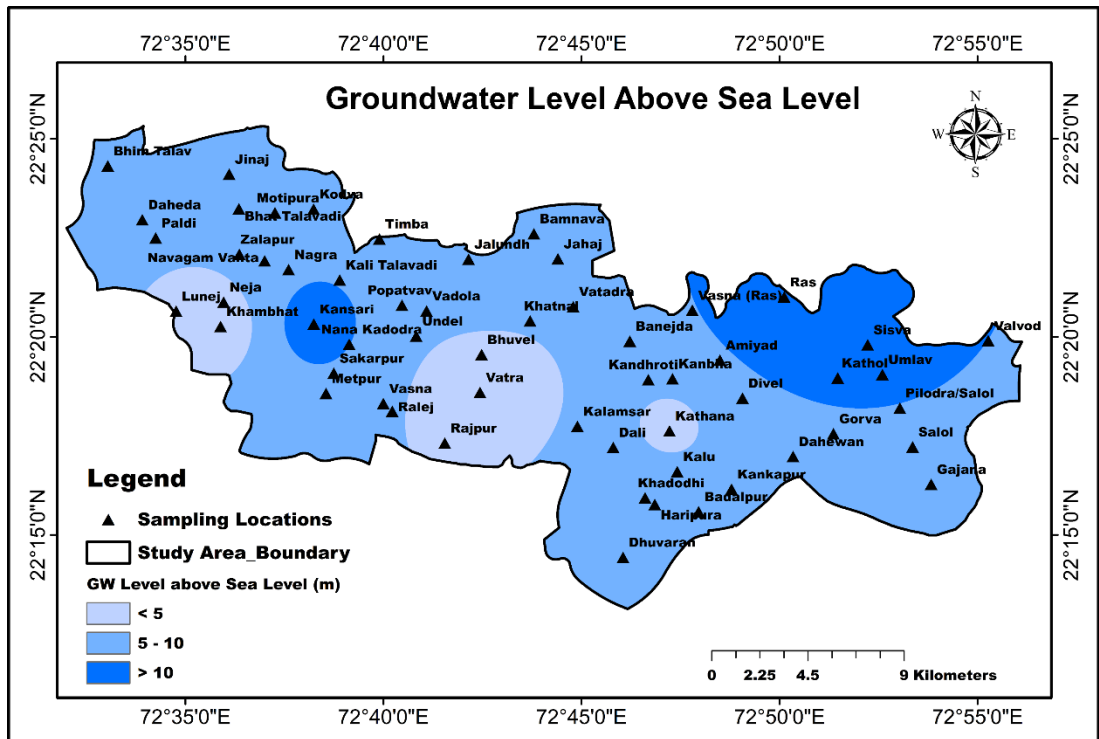 72°35'0"E 72°40'0"E 72°45'0"E 72°50'0"E 72°55'0"E
Groundwater Level Above Sea Level
N
W E
S
22°25'0"N 22°25'0"N
Bhim Talav
Jinaj
Daheda
Motipura
Kodva
Paldi
Bhat Talavadi
Timba
Bamnava
Zalapur
Navagam Vanta
Nagra
Jalundh
Jahaj
Kali Talavadi
Neja
Lunej
Popatvav
Vadola
Khatnal
Vatadra
Vasna (Ras)
Ras
Khambhat
Kansari
22°20'0"N 22°20'0"N
Nana Kadodra
Undel
Banejda
Sisva
Valvod
Sakarpur
Bhuvel
Kandhroti
Kanbha
Amiyad
Kathol
Umlav
Metpur
Vasna
Vatra
Divel
Pilodra/Salol
Ralej
Rajpur
Kalamsar
Kathana
Dali
Gorva
Dahewan
Salol
Kalu
Kankapur
Gajana
Khadodhi
Badalpur
Haripura
Dhuvaran
22°15'0"N 22°15'0"N
Legend
Sampling Locations
Study Area_Boundary
GW Level above Sea Level (m)
< 5
5 - 10
> 10
0 2.25 4.5 9 Kilometers
72°35'0"E 72°40'0"E 72°45'0"E 72°50'0"E 72°55'0"E